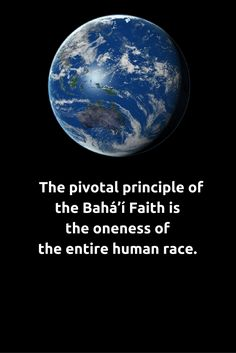 The pivotal principle of
the Bahá’í Faith is
the oneness of
the entire human race.